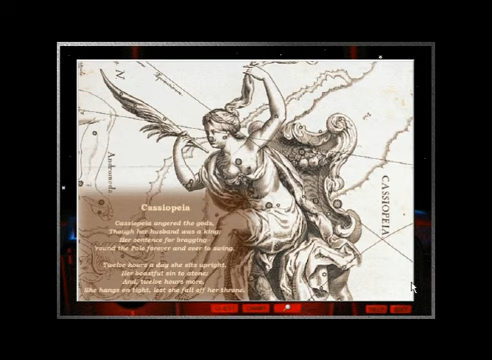 Andromeda
CASSIOPEIA
Cassiopeia
Cassiopeia angered the gods,
Though her husband was a king;
Her sentence for bragging—
'round the Pole forever and ever to swing.
Twelve hours a day she sits upright,
Her boastful sin to atone;
And, twelve hours more,
She hangs on tight, lest she fall off her throne.